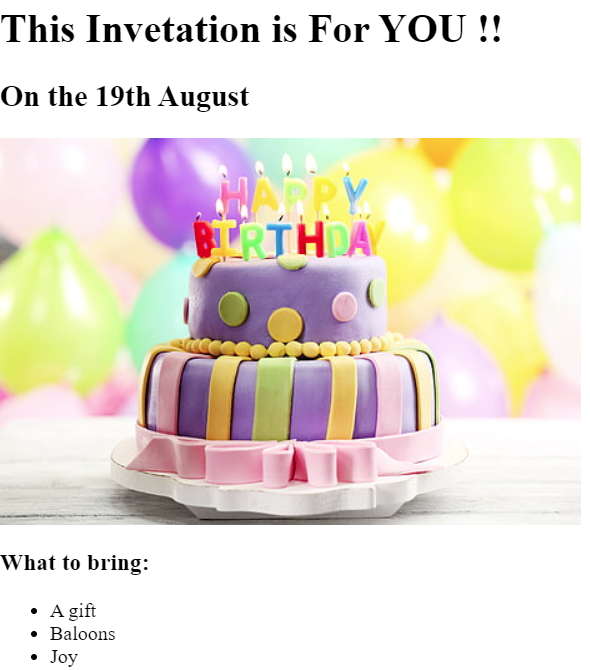 This Invetation is For YOU !!
On the 19th August
HAPPY
BIRTHDAY
What to bring:
A gift
Baloons
Joy